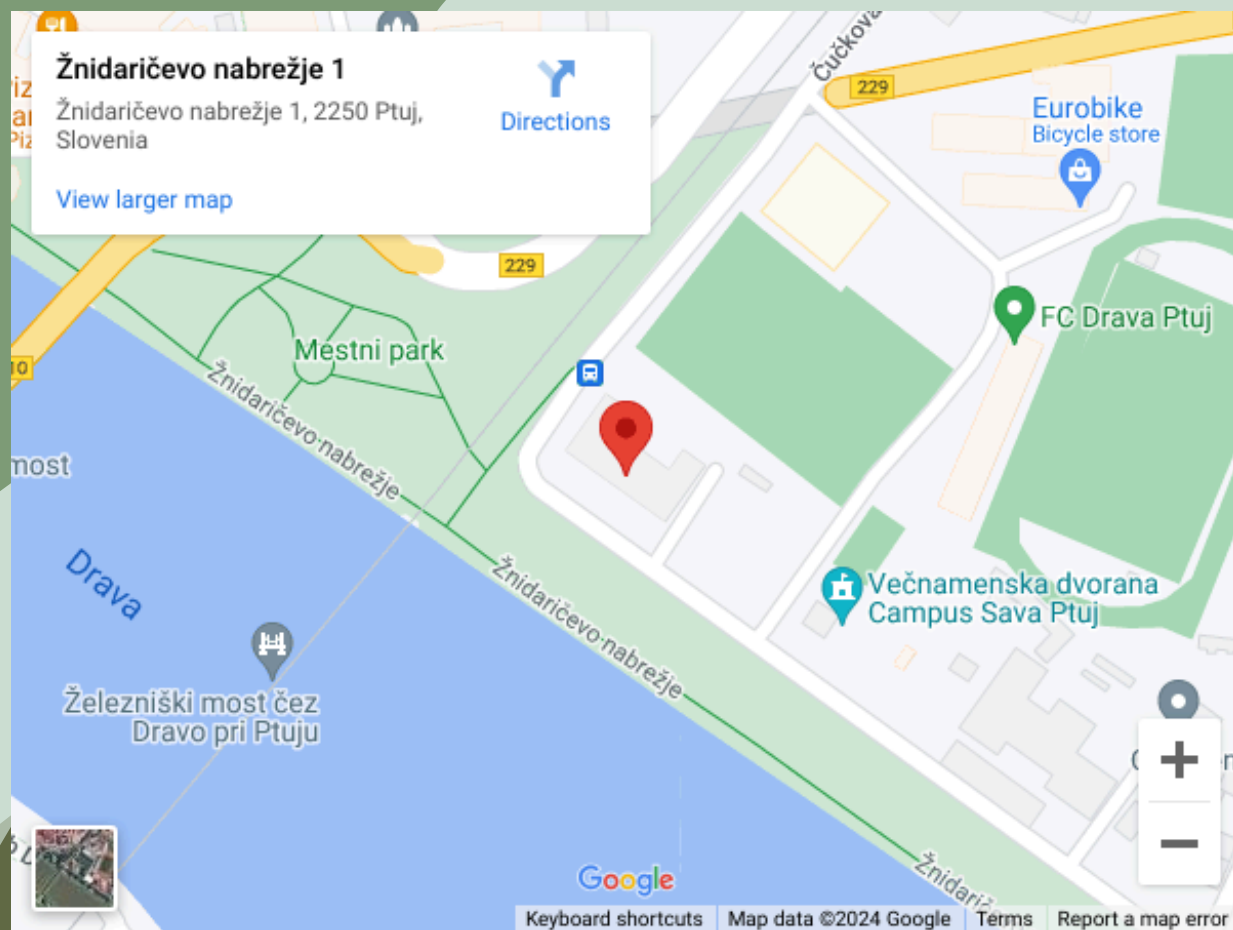 Žnidaričevo nabrežje 1
Žnidaričevo nabrežje 1, 2250 Ptuj,
Slovenia
Directions
View larger map
Čučkova
229
Eurobike
Bicycle store
229
FC Drava Ptuj
Mestni park
10
Žnidaričevo nabrežje
most
Drava
Žnidaričevo nabrežje
Večnamenska dvorana
Campus Sava Ptuj
Železniški most čez
Dravo pri Ptuju
Google
Keyboard shortcuts
Map data ©2024 Google
Terms
Report a map error